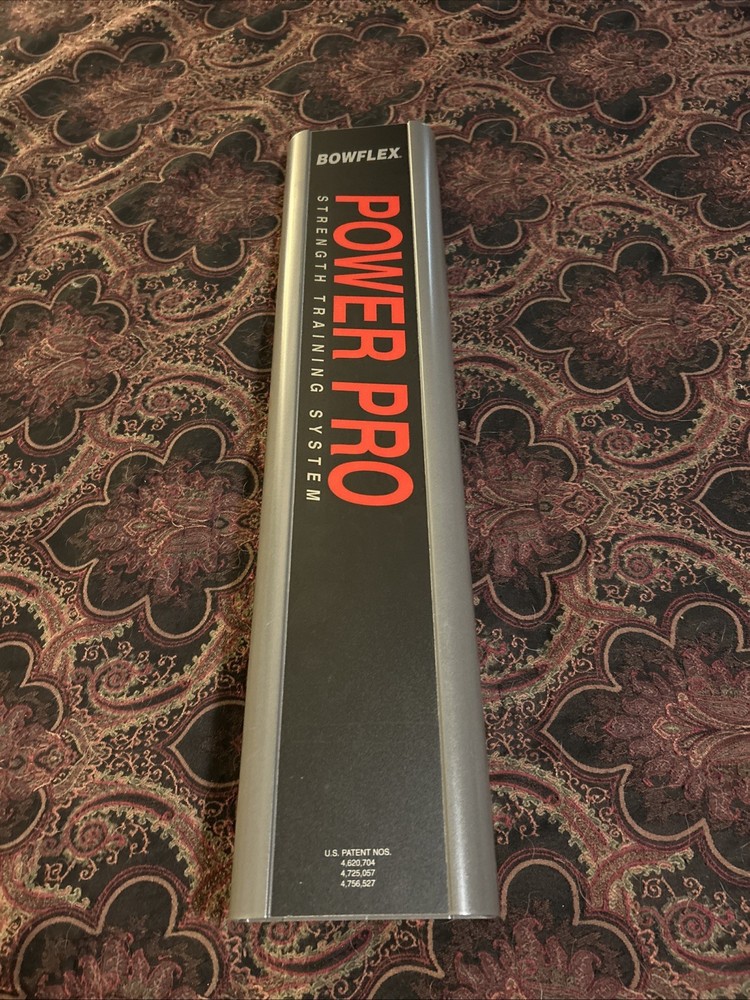 BOWFLEX
POWER PRO
STRENGTH TRAINING SYSTEM
U.S. PATENT NOS.
4,620,704
4,725,057
4,756,527